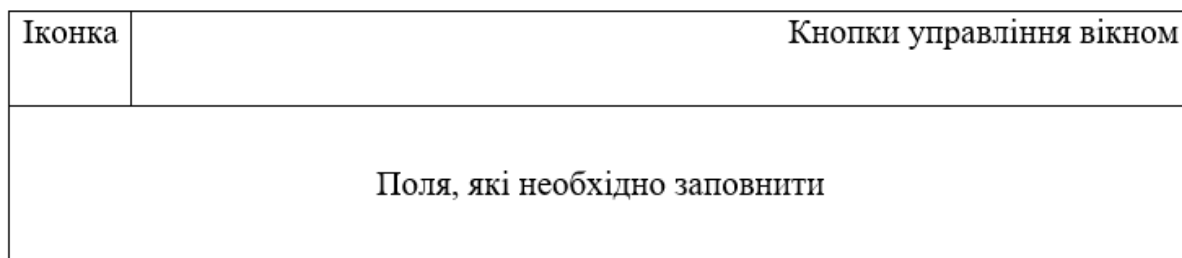 Іконка
Кнопки управління вікном
Поля, які необхідно заповнити